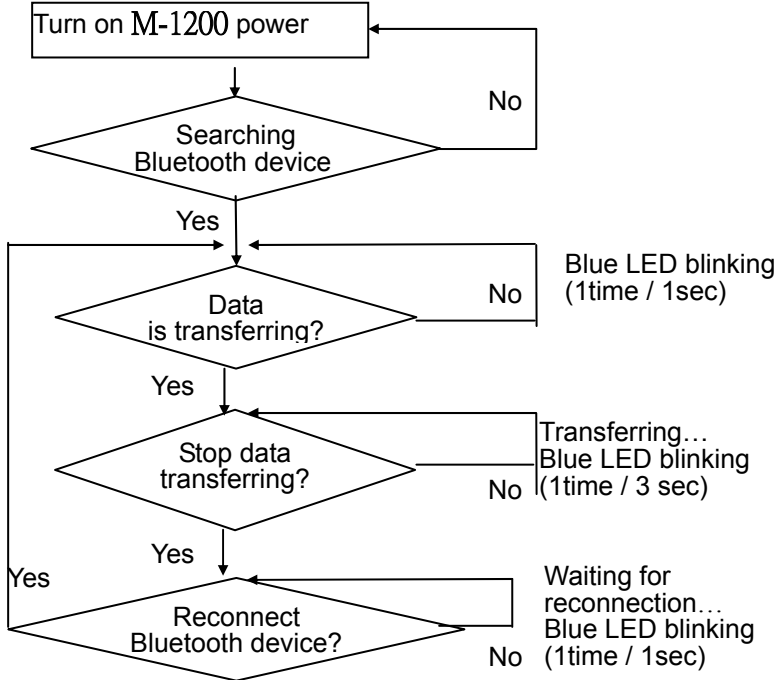 Turn on M-1200 power
No
Searching
Bluetooth device
Yes
Blue LED blinking
(1time / 1sec)
No
Data
is transferring?
Yes
Transferring…
Stop data
Blue LED blinking
transferring?
No
(1time / 3 sec)
Yes
Yes
Waiting for
reconnection…
Reconnect
Blue LED blinking
Bluetooth device?
No
(1time / 1sec)